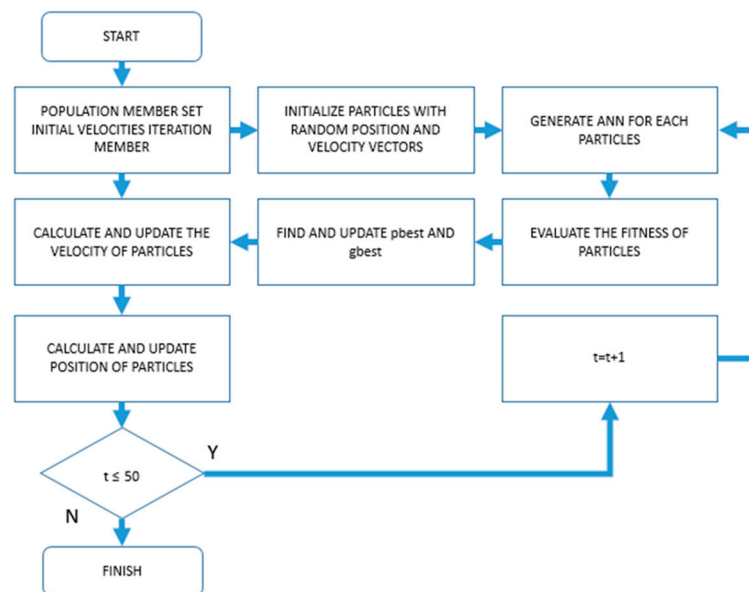 START
POPULATION MEMBER SET
INITIAL VELOCITIES ITERATION
MEMBER
INITIALIZE PARTICLES WITH
RANDOM POSITION AND
VELOCITY VECTORS
GENERATE ANN FOR EACH
PARTICLES
CALCULATE AND UPDATE THE
VELOCITY OF PARTICLES
FIND AND UPDATE pbest AND
gbest
EVALUATE THE FITNESS OF
PARTICLES
CALCULATE AND UPDATE
POSITION OF PARTICLES
t=t+1
Y
t ≤ 50
N
FINISH